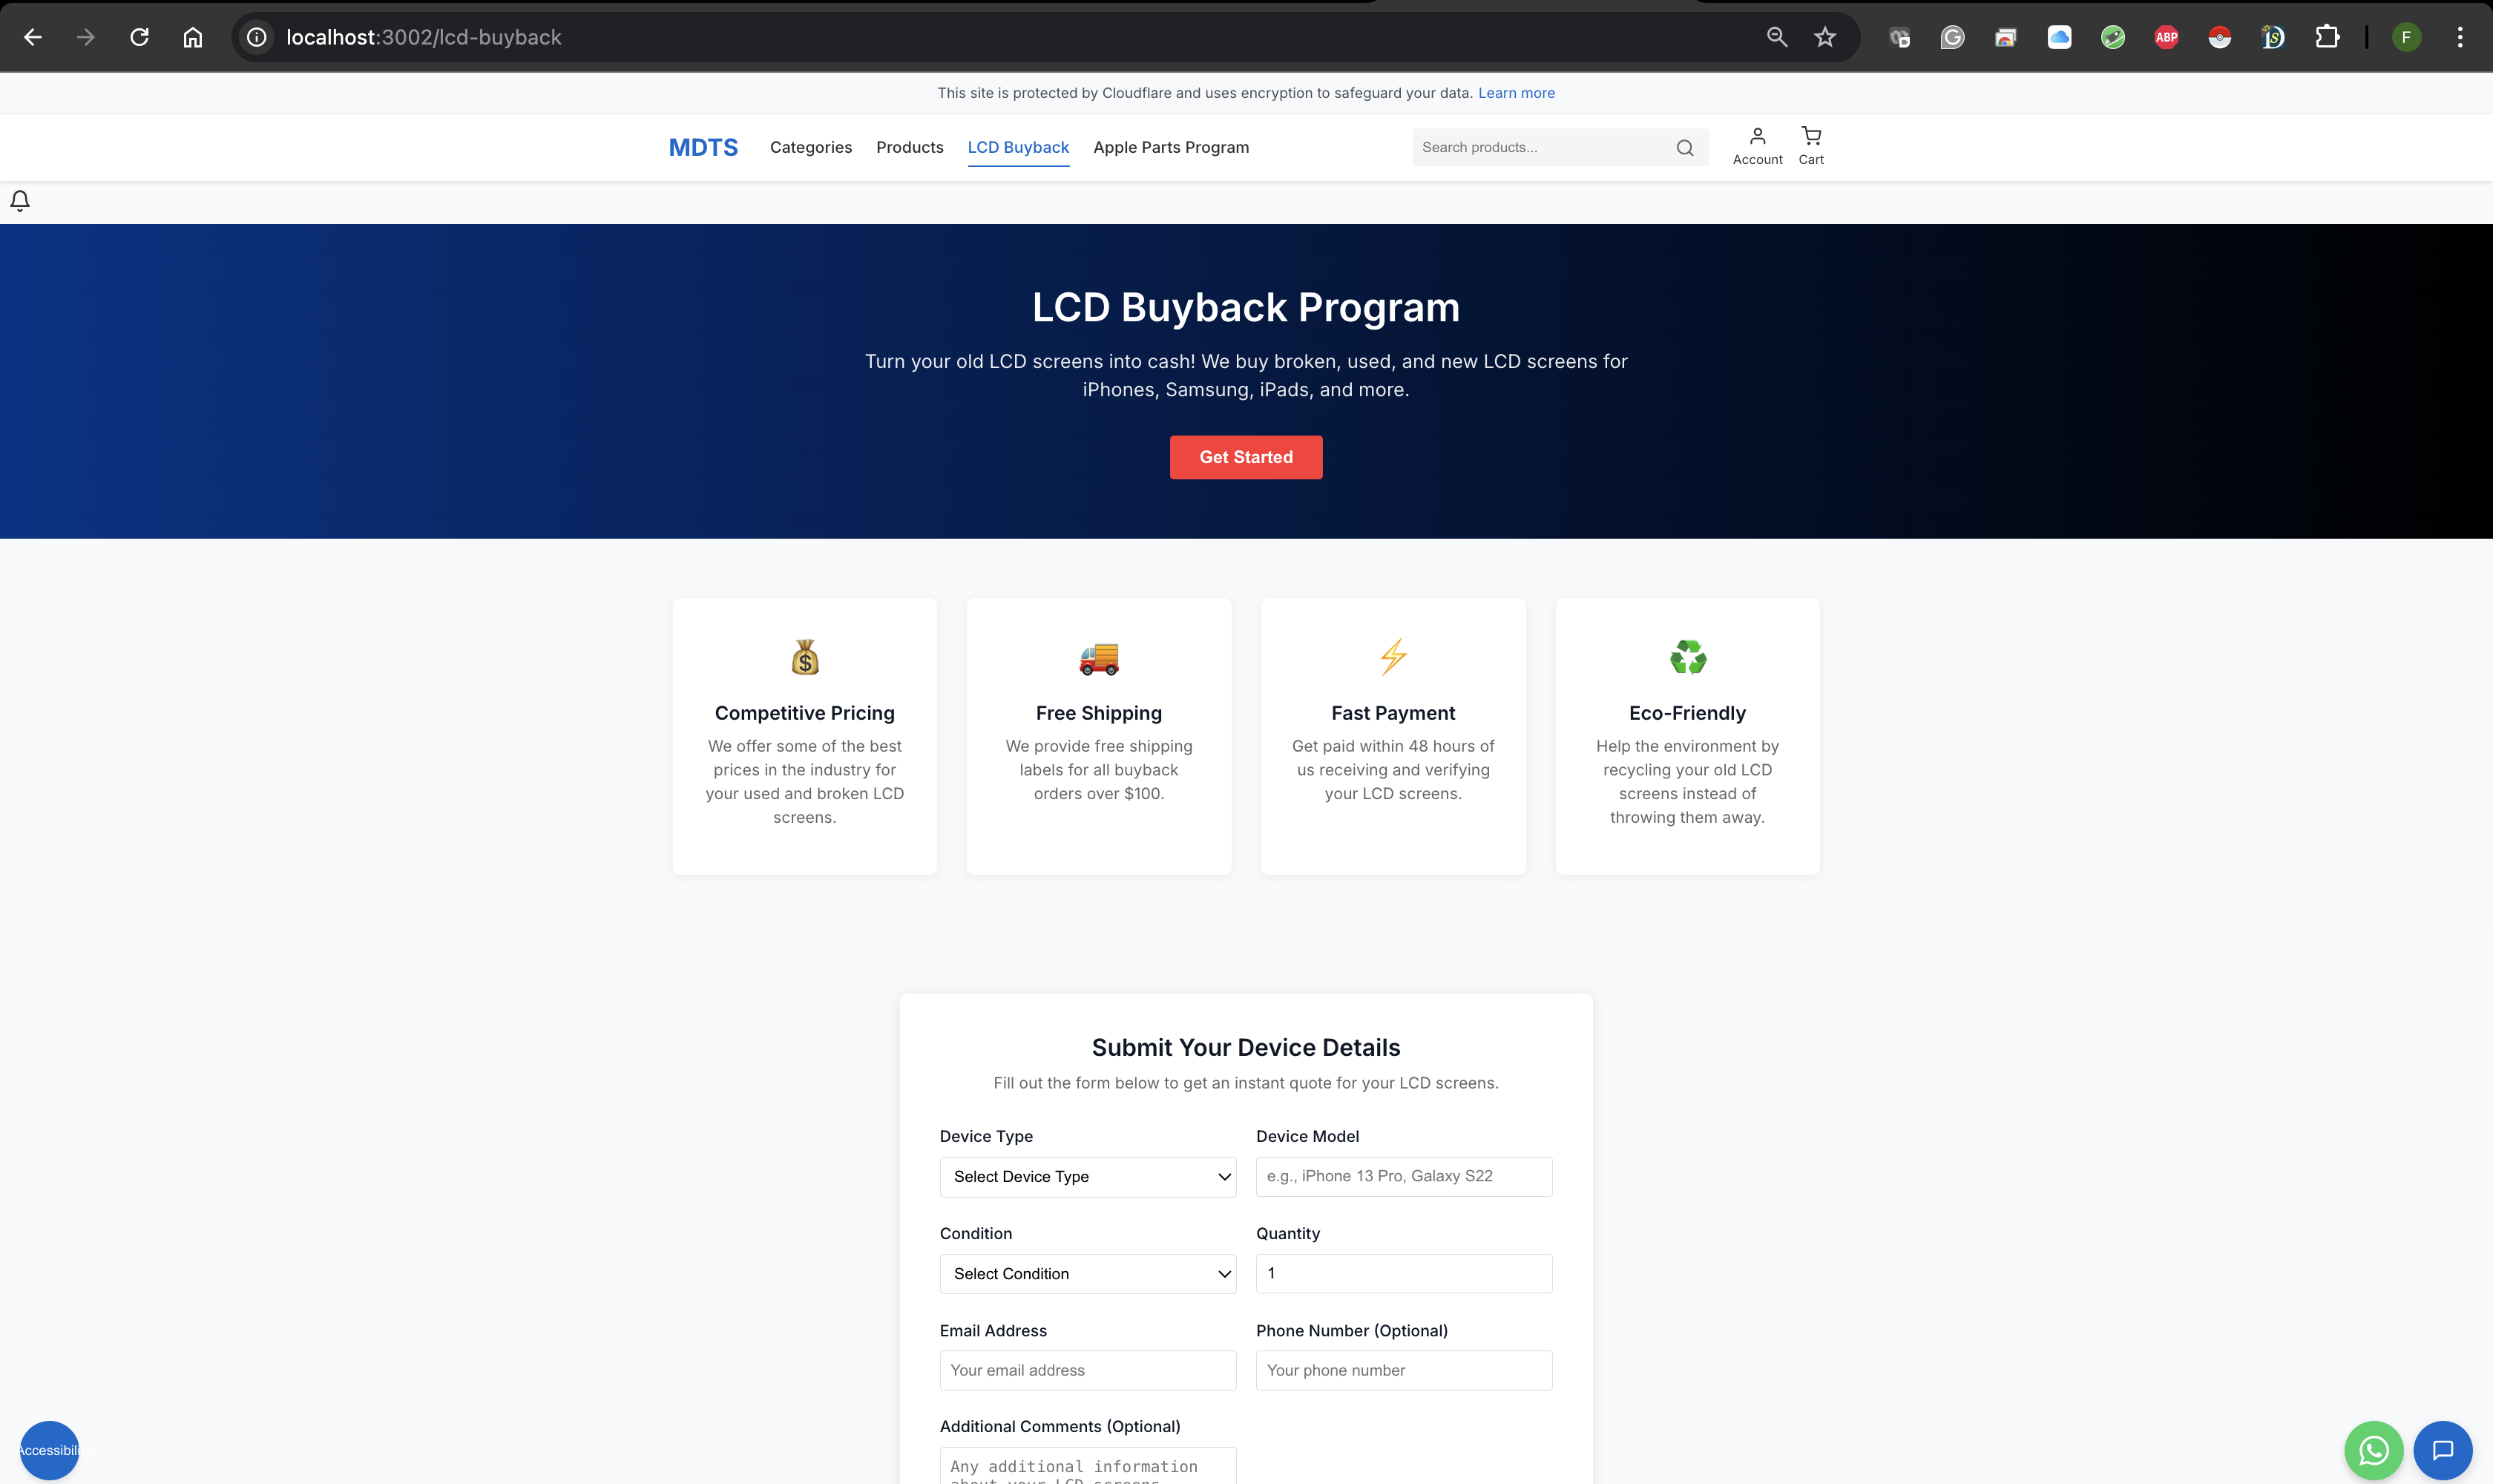 localhost:3002/lcd-buyback
ABP
F
This site is protected by Cloudflare and uses encryption to safeguard your data. Learn more
MDTS
Categories
Products
LCD Buyback
Apple Parts Program
Search products...
Account
Cart
LCD Buyback Program
Turn your old LCD screens into cash! We buy broken, used, and new LCD screens for
iPhones, Samsung, iPads, and more.
Get Started
Competitive Pricing
We offer some of the best
prices in the industry for
your used and broken LCD
screens.
Free Shipping
We provide free shipping
labels for all buyback
orders over $100.
Fast Payment
Get paid within 48 hours of
us receiving and verifying
your LCD screens.
Eco-Friendly
Help the environment by
recycling your old LCD
screens instead of
throwing them away.
Submit Your Device Details
Fill out the form below to get an instant quote for your LCD screens.
Device Type
Select Device Type
Device Model
e.g., iPhone 13 Pro, Galaxy S22
Condition
Select Condition
Quantity
1
Email Address
Your email address
Phone Number (Optional)
Your phone number
Additional Comments (Optional)
Any additional information
about your LCD screens
Accessibili